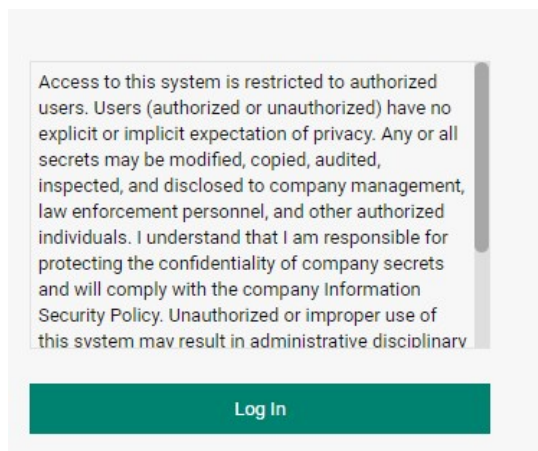 Access to this system is restricted to authorized
users. Users (authorized or unauthorized) have no
explicit or implicit expectation of privacy. Any or all
secrets may be modified, copied, audited,
inspected, and disclosed to company management,
law enforcement personnel, and other authorized
individuals. I understand that I am responsible for
protecting the confidentiality of company secrets
and will comply with the company Information
Security Policy. Unauthorized or improper use of
this system may result in administrative disciplinary
Log In